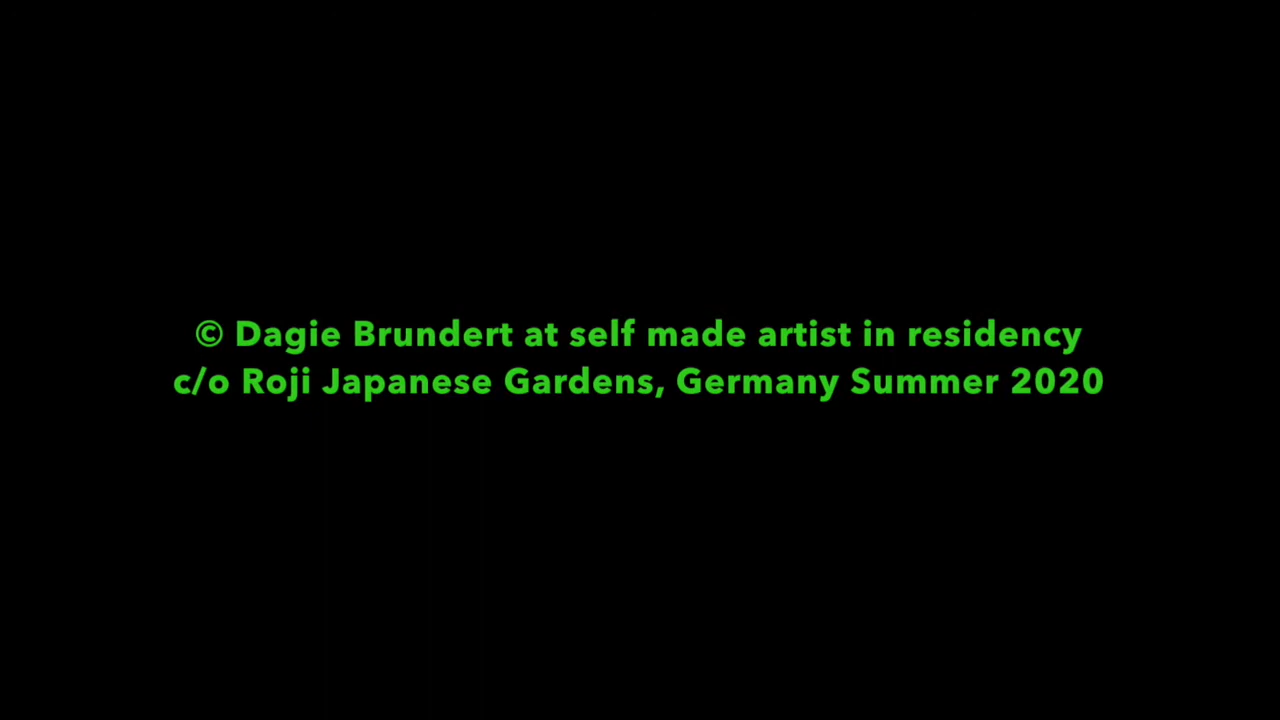 © Dagie Brundert at self made artist in residency
c/o Roji Japanese Gardens, Germany Summer 2020